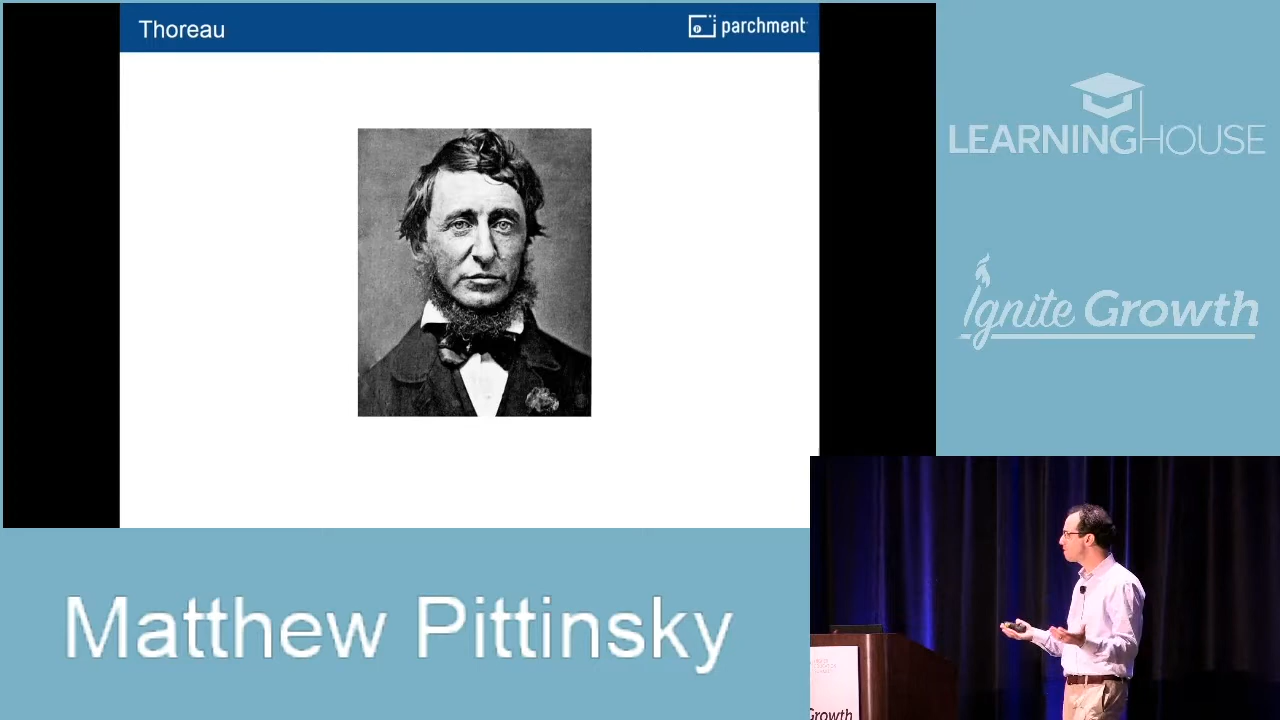 Thoreau
parchment
LEARNINGHOUSE
Ignite Growth
Matthew Pittinsky
Growth